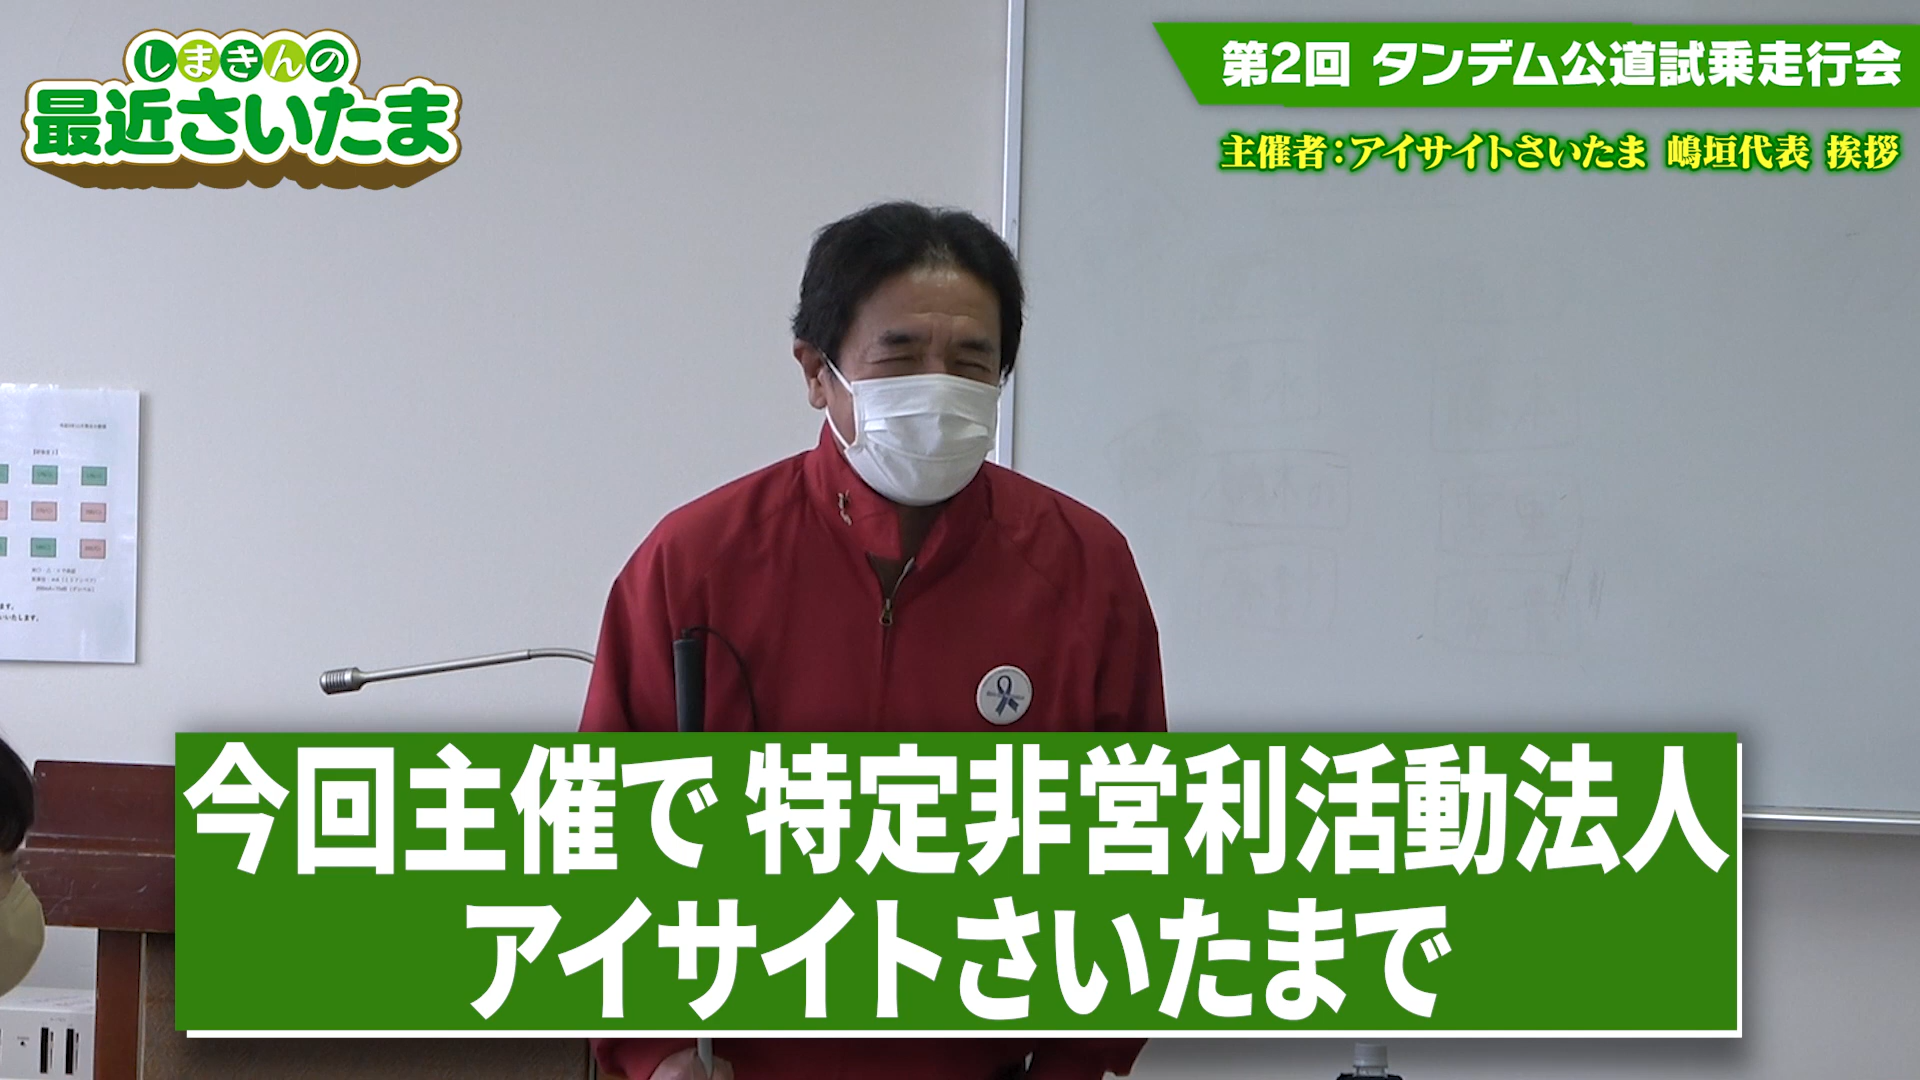 しまきんの
最近さいたま
第2回 タンデム公道試乗走行会
主催者：アイサイトさいたま 嶋垣代表 挨拶
今回主催で 特定非営利活動法人
アイサイトさいたまで